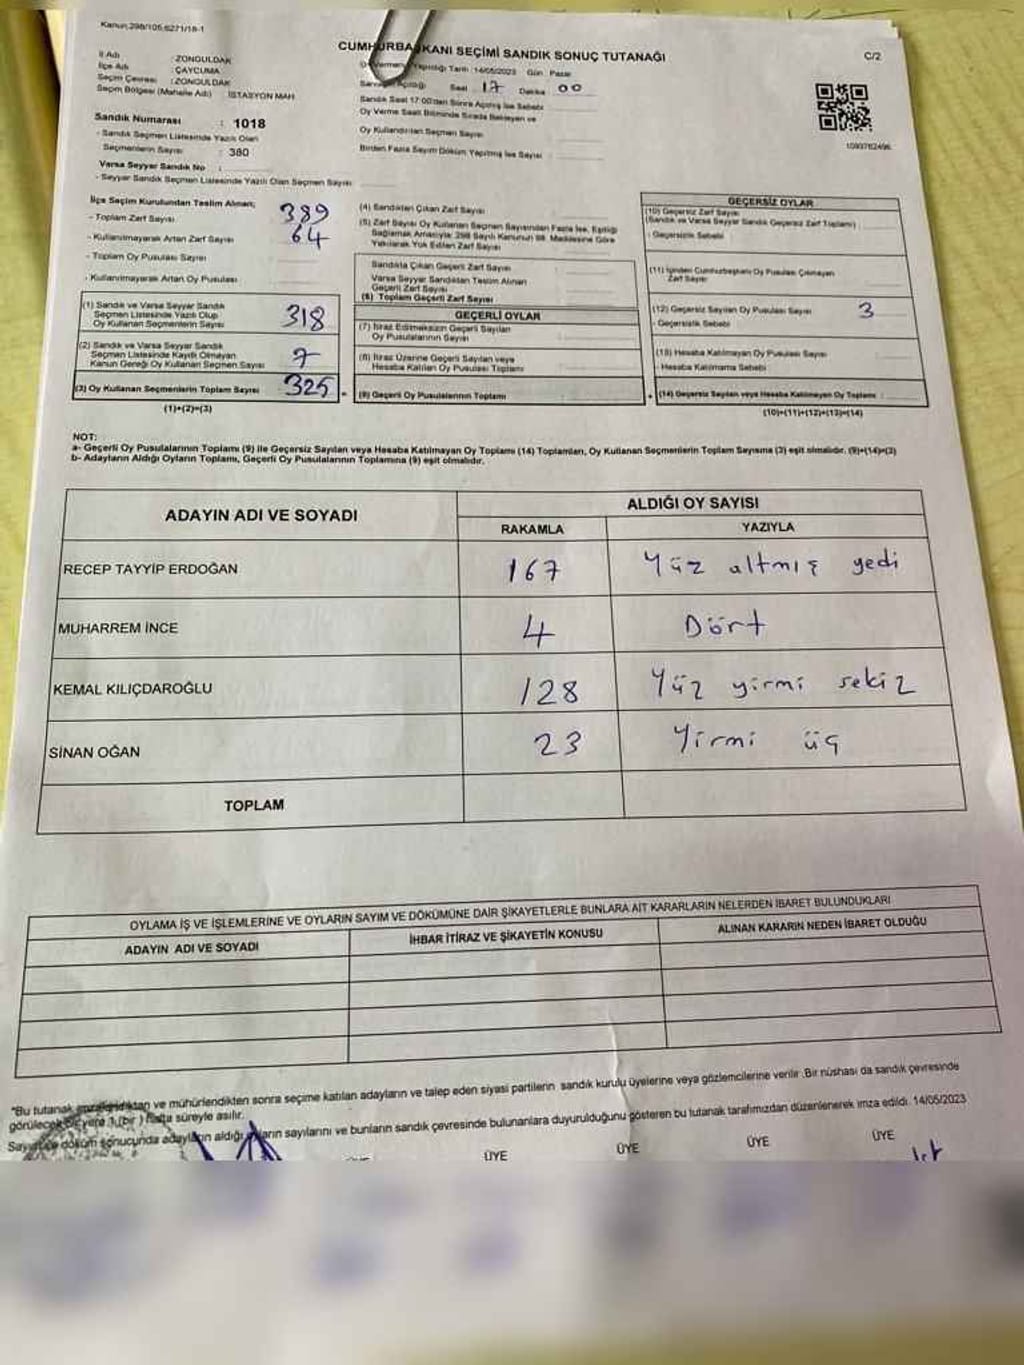 Kanun:298/105,6271/18-1
CUMHURBAŞKANI SEÇİMİ SANDIK SONUÇ TUTANAĞI
C/2
İl Adı : ZONGULDAK
İlçe Adı : ÇAYCUMA
Seçim Çevresi : ZONGULDAK
Seçim Bölgesi (Mahalle Adı) : İSTASYON MAH
Sandık Numarası : 1018
- Sandık Seçmen Listesinde Yazılı Olan
Seçmenlerin Sayısı : 380
Varsa Seyyar Sandık No :
- Seyyar Sandık Seçmen Listesinde Yazılı Olan Seçmen Sayısı
Yapıldığı Tarih : 14/05/2023 Gün : Pazar
Saat 17 Dakika 00
Sandık Saat 17:00'den Sonra Açılmış İse Sebebi
Oy Verme Saati Bitiminde Sırada Bekleyen ve
Oy Kullandırılan Seçmen Sayısı
Birden Fazla Sayım Döküm Yapılmış İse Sayısı :
1090762496
İlçe Seçim Kurulundan Teslim Alınan;
- Toplam Zarf Sayısı 389
- Kullanılmayarak Artan Zarf Sayısı 64
- Toplam Oy Pusulası Sayısı
- Kullanılmayarak Artan Oy Pusulası
(1) Sandık ve Varsa Seyyar Sandık
Seçmen Listesinde Yazılı Olup
Oy Kullanan Seçmenlerin Sayısı 318
(2) Sandık ve Varsa Seyyar Sandık
Seçmen Listesinde Kayıtlı Olmayan
Kanun Gereği Oy Kullanan Seçmen Sayısı 7
(3) Oy Kullanan Seçmenlerin Toplam Sayısı 325
(1)+(2)=(3)
(4) Sandıktan Çıkan Zarf Sayısı
(5) Zarf Sayısı Oy Kullanan Seçmen Sayısından Fazla İse, Eşitliği
Sağlamak Amacıyla; 298 Sayılı Kanunun 98. Maddesine Göre
Yakılarak Yok Edilen Zarf Sayısı
Sandıkta Çıkan Geçerli Zarf Sayısı
Varsa Seyyar Sandıktan Teslim Alınan
Geçerli Zarf Sayısı
(6) Toplam Geçerli Zarf Sayısı
GEÇERLİ OYLAR
(7) İtiraz Edilmeksizin Geçerli Sayılan
Oy Pusulasının Sayısı
(8) İtiraz Üzerine Geçerli Sayılan veya
Hesaba Katılan Oy Pusulası Toplamı
(9) Geçerli Oy Pusulalarının Toplamı
GEÇERSİZ OYLAR
(10) Geçersiz Zarf Sayısı
(Sandık ve Varsa Seyyar Sandık Geçersiz Zarf Toplamı)
- Geçersizlik Sebebi
(11) İçinden Cumhurbaşkanı Oy Pusulası Çıkmayan
Zarf Sayısı
(12) Geçersiz Sayılan Oy Pusulası Sayısı 3
- Geçersizlik Sebebi
(13) Hesaba Katılmayan Oy Pusulası Sayısı
- Hesaba Katılmama Sebebi
(14) Geçersiz Sayılan veya Hesaba Katılmayan Oy Toplamı :
(10)+(11)+(12)+(13)=(14)
NOT:
a- Geçerli Oy Pusulalarının Toplamı (9) ile Geçersiz Sayılan veya Hesaba Katılmayan Oy Toplamı (14) Toplamları, Oy Kullanan Seçmenlerin Toplam Sayısına (3) eşit olmalıdır. (9)+(14)=(3)
b- Adayların Aldığı Oyların Toplamı, Geçerli Oy Pusulalarının Toplamına (9) eşit olmalıdır.
ADAYIN ADI VE SOYADI
ALDIĞI OY SAYISI
RAKAMLA YAZIYLA
RECEP TAYYİP ERDOĞAN 167 Yüz altmış yedi
MUHARREM İNCE 4 Dört
KEMAL KILIÇDAROĞLU 128 Yüz yirmi sekiz
SİNAN OĞAN 23 Yirmi üç
TOPLAM
OYLAMA İŞ VE İŞLEMLERİNE VE OYLARIN SAYIM VE DÖKÜMÜNE DAİR ŞİKAYETLERLE BUNLARA AİT KARARLARIN NELERDEN İBARET BULUNDUKLARI
ADAYIN ADI VE SOYADI İHBAR İTİRAZ VE ŞİKAYETİN KONUSU ALINAN KARARIN NEDEN İBARET OLDUĞU
"Bu tutanak ve mühürlendikten sonra seçime katılan adayların ve talep eden siyasi partilerin sandık kurulu üyelerine veya gözlemcilerine verilir .Bir nüshası da sandık çevresinde
görülecek bir yere 1 (bir ) hafta süreyle asılır.
Sayım ve döküm sonucunda adayların aldığı oyların sayılarını ve bunların sandık çevresinde bulunanlara duyurulduğunu gösteren bu tutanak tarafımızdan düzenlenerek imza edildi. 14/05/2023
ÜYE ÜYE ÜYE ÜYE